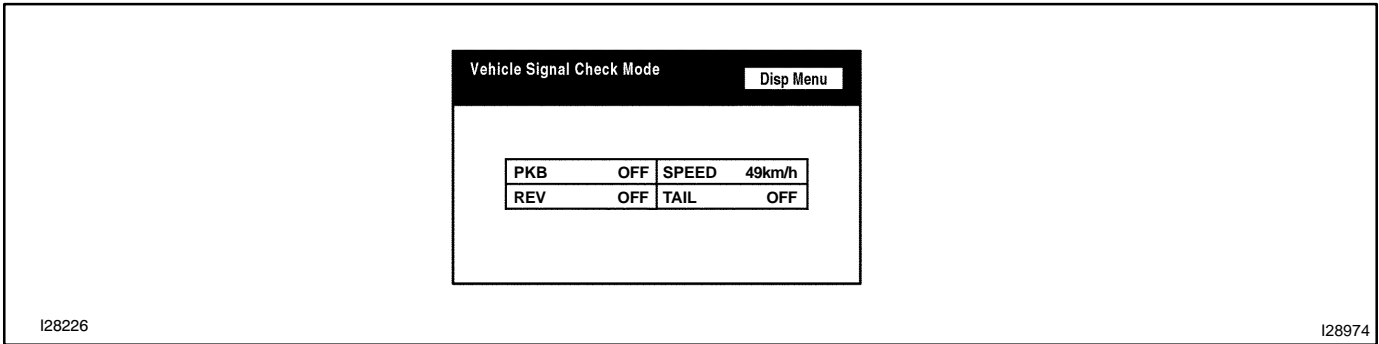 Vehicle Signal Check Mode
Disp Menu
PKB OFF SPEED 49km/h
REV OFF TAIL OFF
I28226 I28974